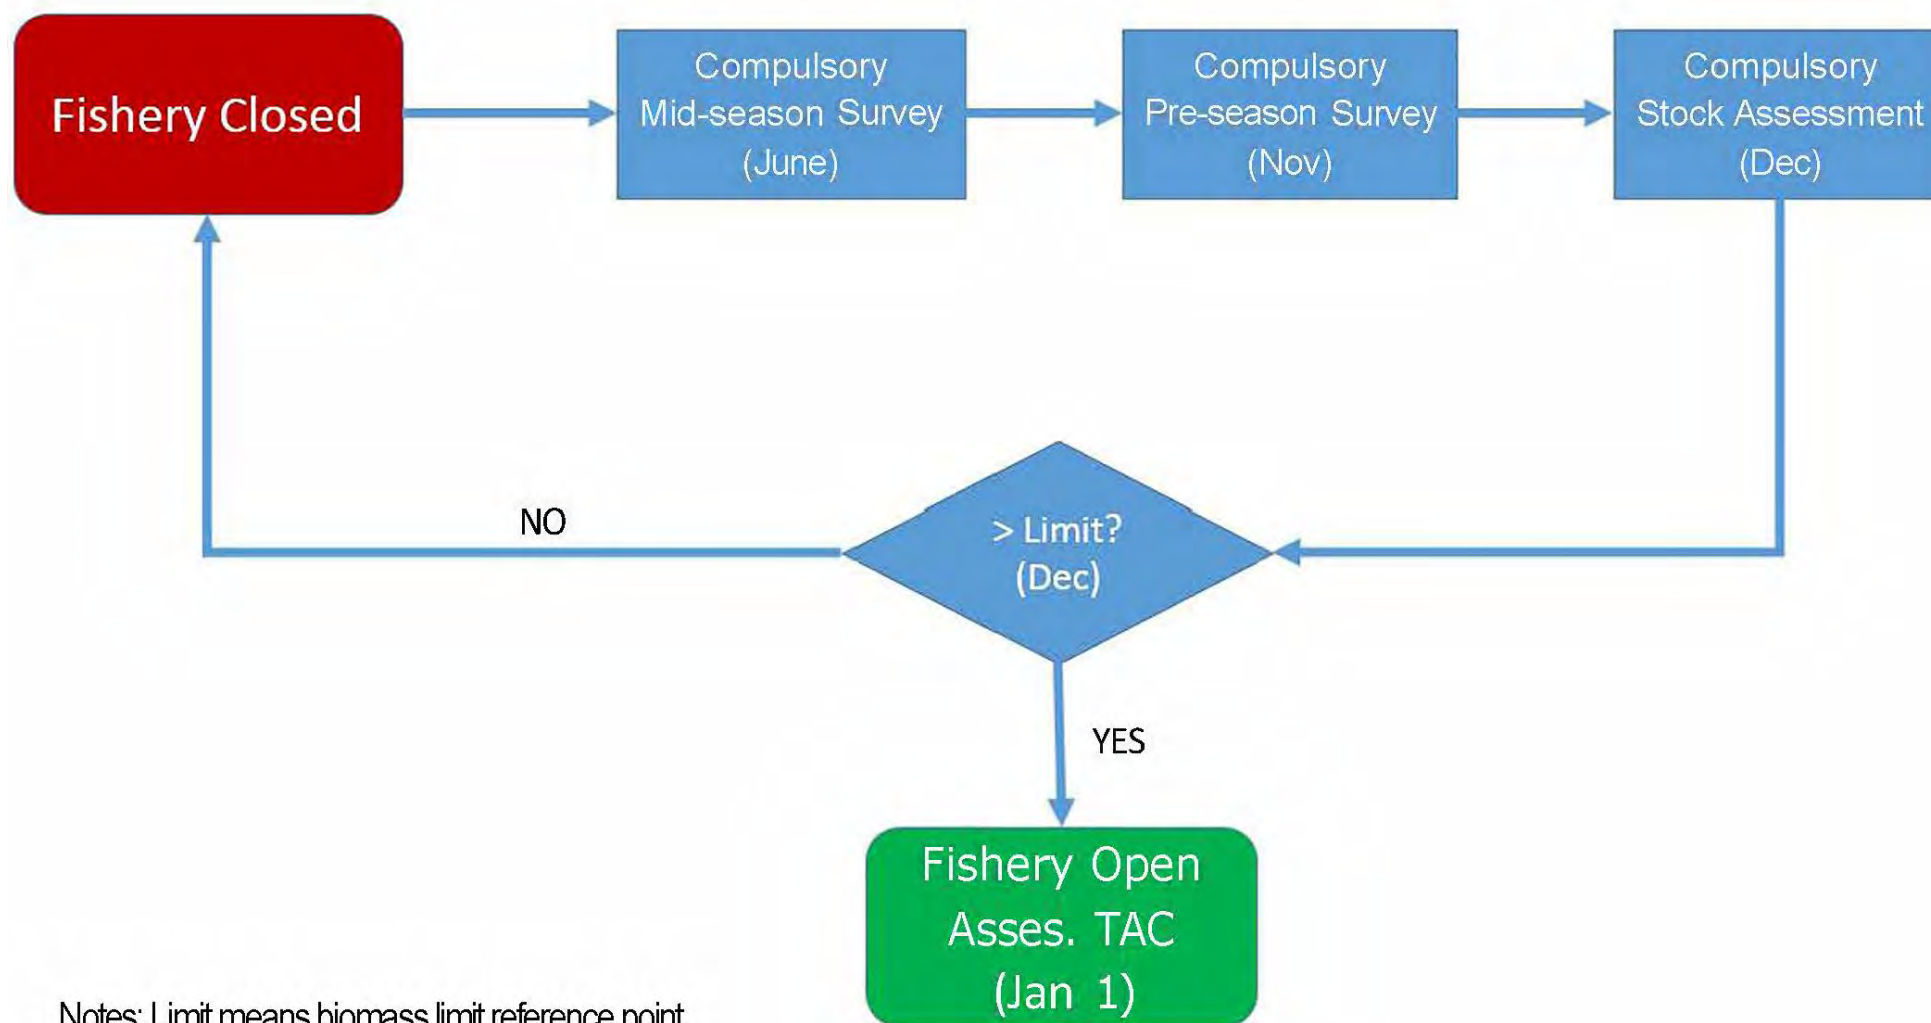 Fishery Closed
Compulsory
Mid-season Survey
(June)
Compulsory
Pre-season Survey
(Nov)
Compulsory
Stock Assessment
(Dec)
> Limit?
(Dec)
NO
YES
Fishery Open
Asses. TAC
(Jan 1)
Notes: Limit means biomass limit reference point